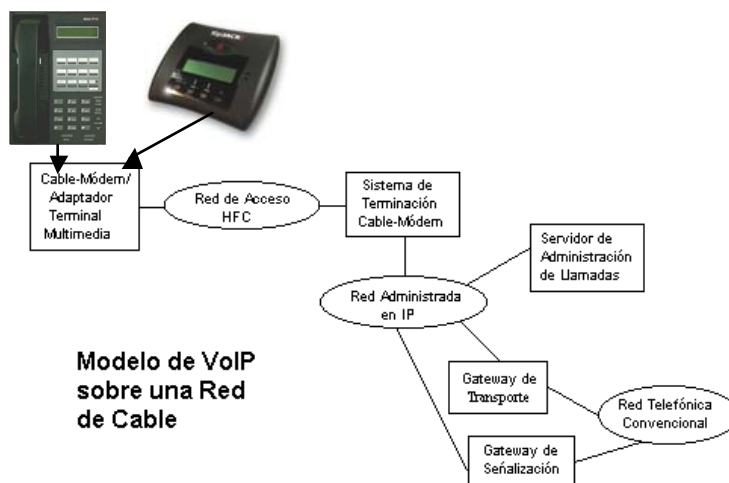 Cable-Módem/
Adaptador
Terminal
Multimedia
Red de Acceso
HFC
Sistema de
Terminación
Cable-Módem
Servidor de
Administración
de Llamadas
Red Administrada
en IP
Modelo de VoIP
sobre una Red
de Cable
Gateway de
Transporte
Red Telefónica
Convencional
Gateway de
Señalización